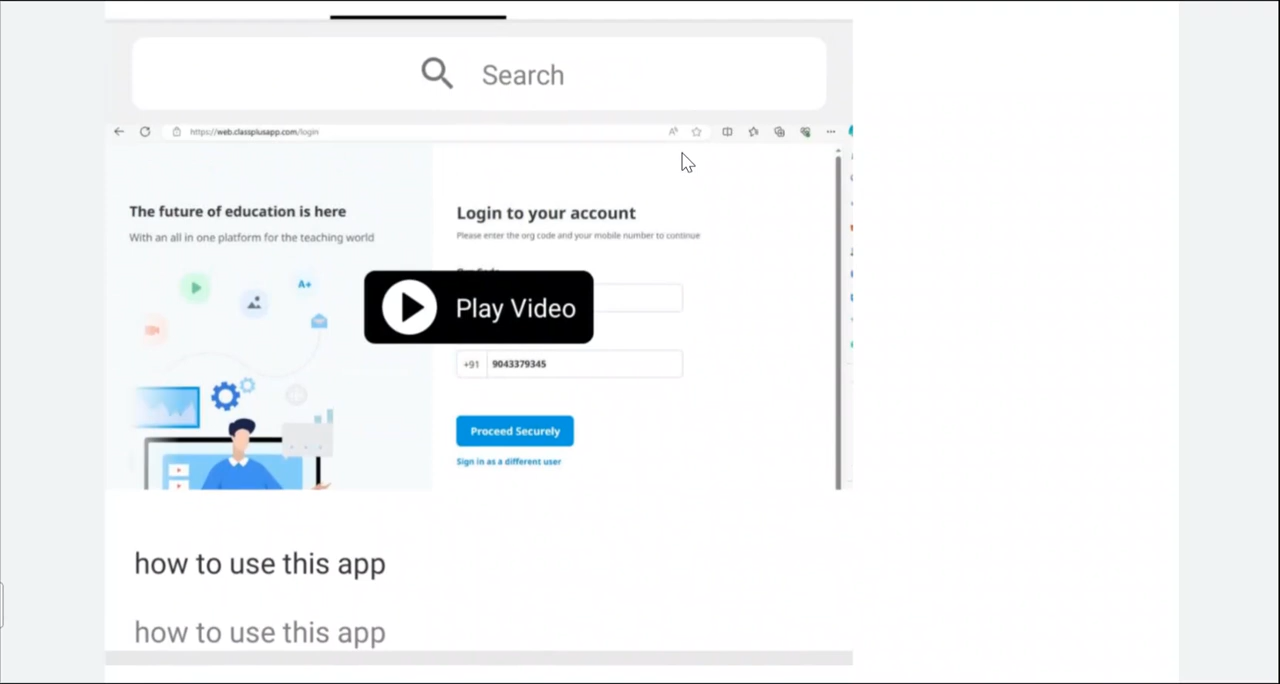 Search
https://web.classplusapp.com/login
The future of education is here
With an all in one platform for the teaching world
A+
Login to your account
Please enter the org code and your mobile number to continue
Play Video
+91 9043379345
Proceed Securely
Sign in as a different user
how to use this app
how to use this app